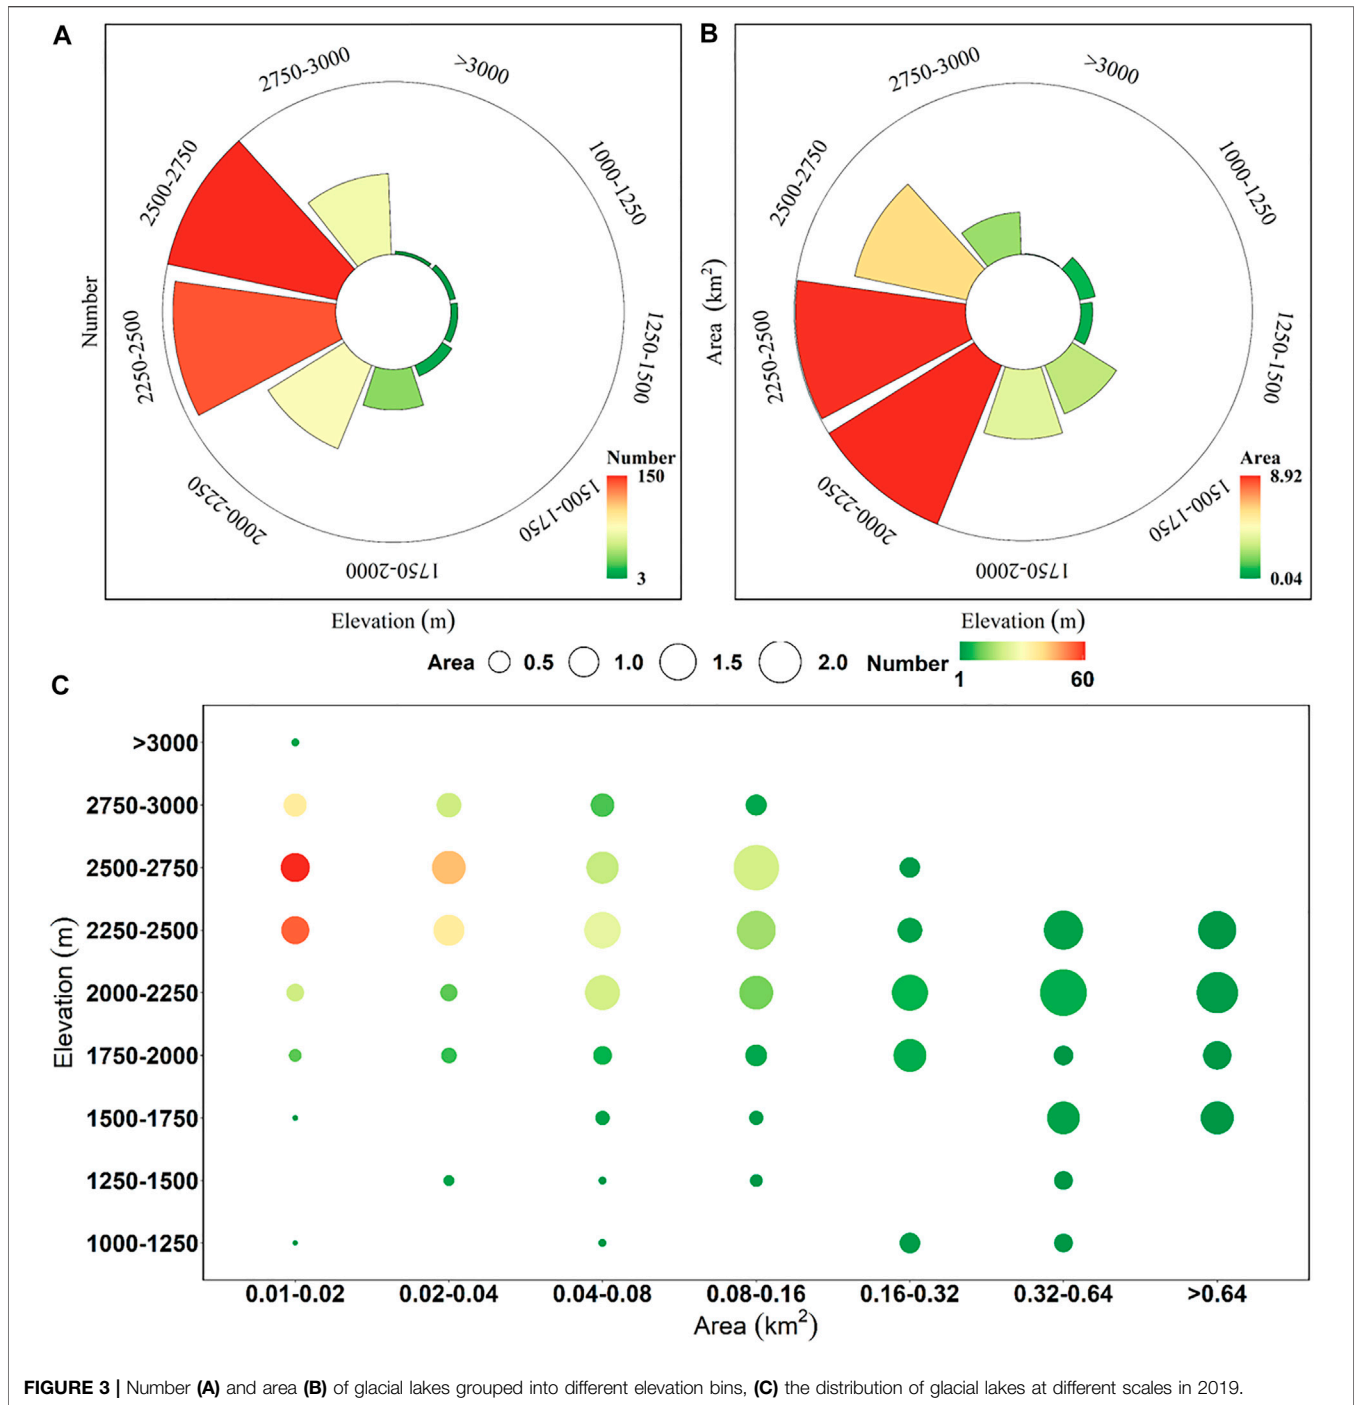 A
2750-3000
>3000
1000-1250
1250-1500
1500-1750
1750-2000
2000-2250
2250-2500
2500-2750
Number
Number
150
3
Elevation (m)
B
2750-3000
>3000
1000-1250
1250-1500
1500-1750
1750-2000
2000-2250
2250-2500
2500-2750
Area (km²)
Area
8.92
0.04
Elevation (m)
Area 0.5 1.0 1.5 2.0 Number
1 60
C
>3000
2750-3000
2500-2750
2250-2500
2000-2250
1750-2000
1500-1750
1250-1500
1000-1250
Elevation (m)
0.01-0.02 0.02-0.04 0.04-0.08 0.08-0.16 0.16-0.32 0.32-0.64 >0.64
Area (km²)
FIGURE 3 | Number (A) and area (B) of glacial lakes grouped into different elevation bins, (C) the distribution of glacial lakes at different scales in 2019.